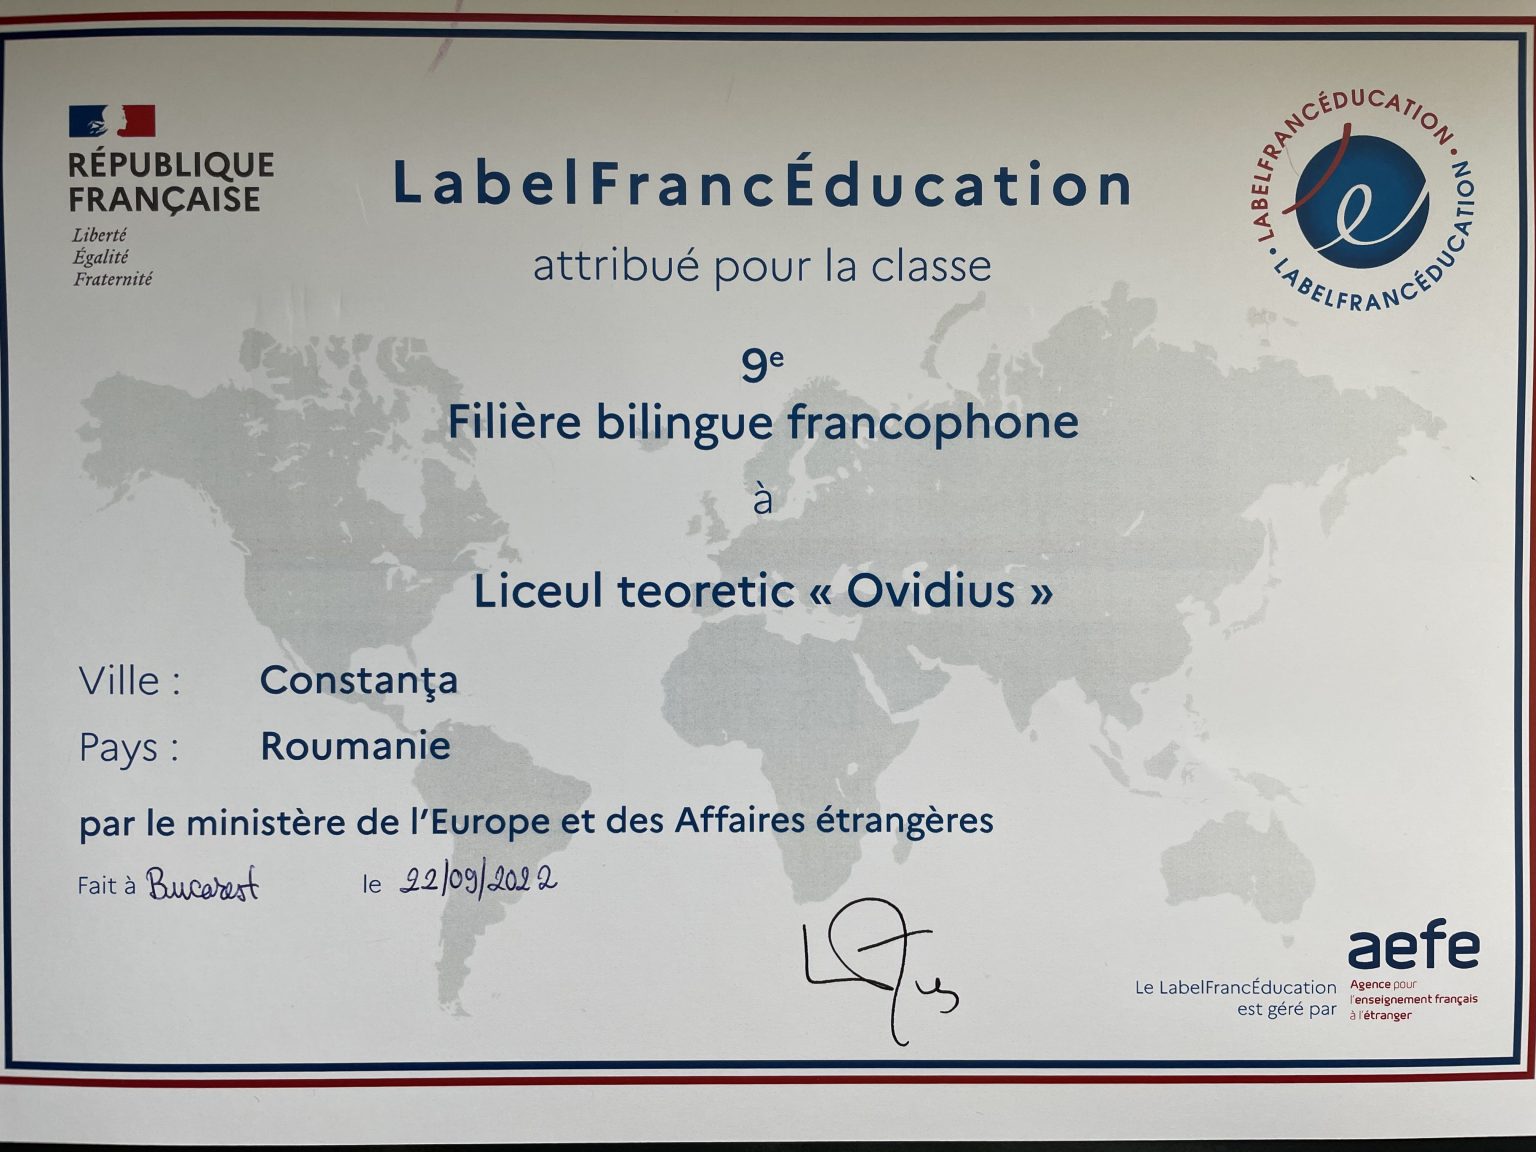 RÉPUBLIQUE
FRANÇAISE
Liberté
Égalité
Fraternité
LabelFrancÉducation
attribué pour la classe
LABELFRANCÉDUCATION • LABELFRANCÉDUCATION •
9e
Filière bilingue francophone
à
Liceul teoretic « Ovidius »
Ville : Constanţa
Pays : Roumanie
par le ministère de l'Europe et des Affaires étrangères
Fait à Bucarest le 22/09/2022
Le LabelFrancÉducation
est géré par
aefe
Agence pour
l'enseignement français
à l'étranger